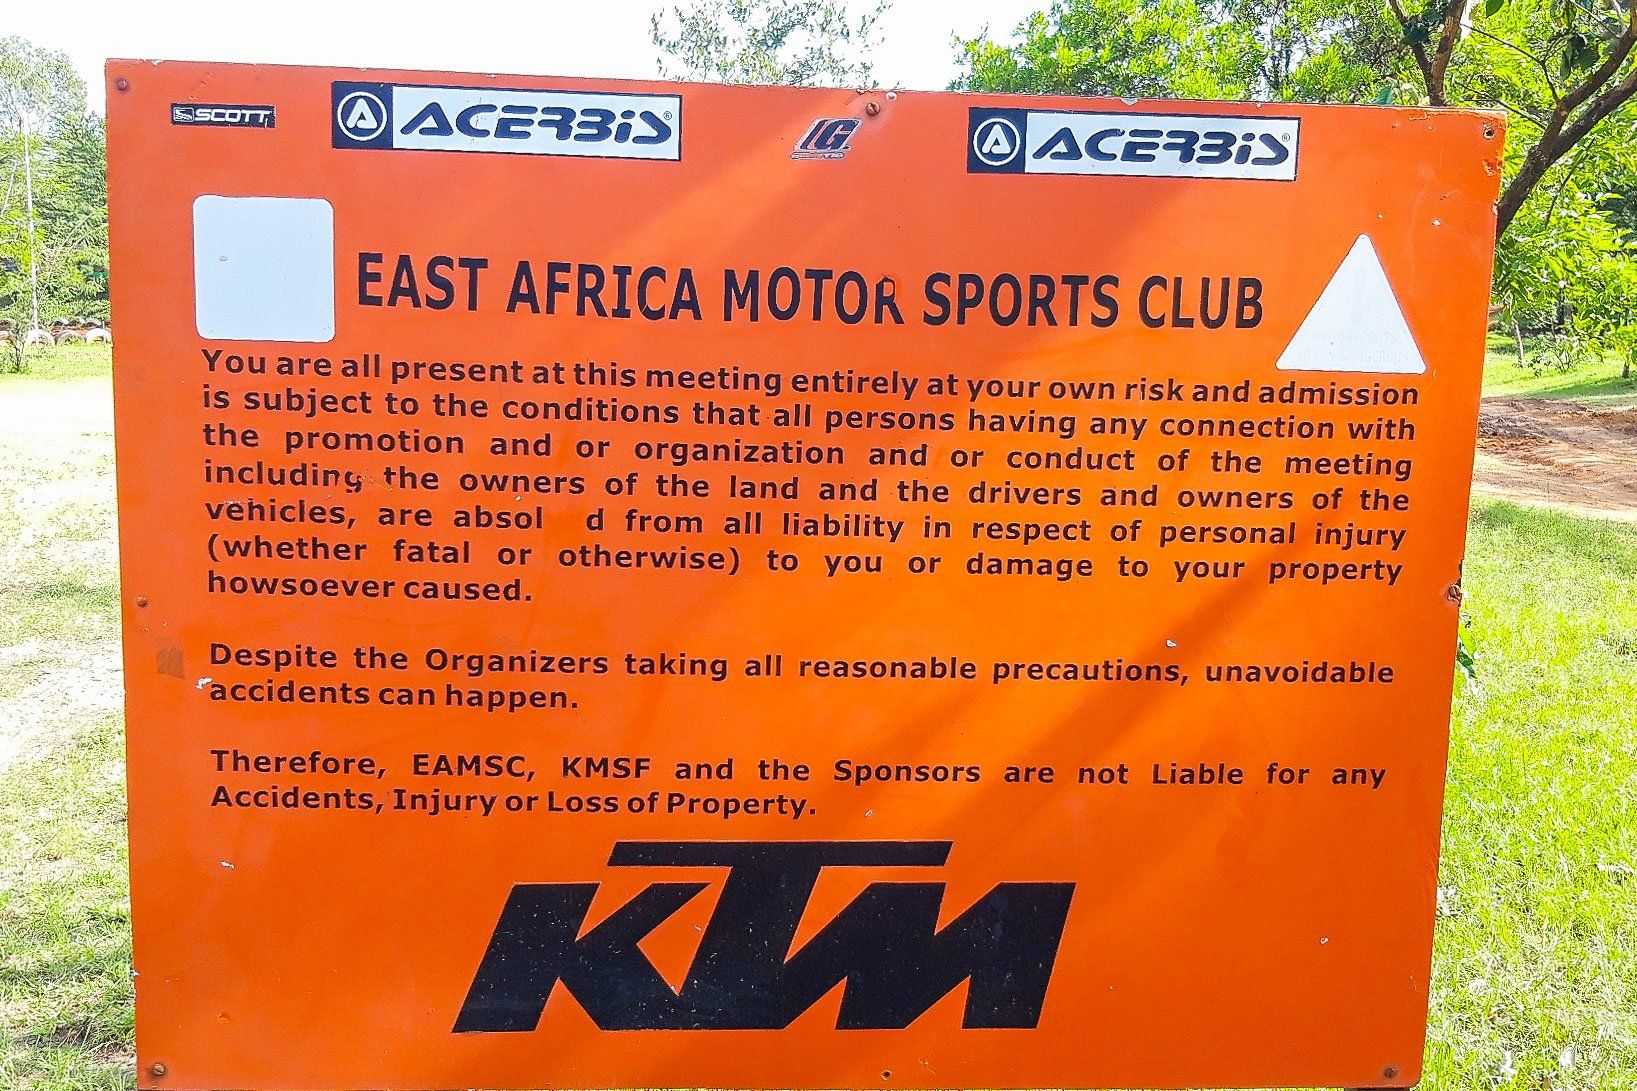 SCOTT ACERBIS IG ACERBIS
EAST AFRICA MOTOR SPORTS CLUB
You are all present at this meeting entirely at your own risk and admission
is subject to the conditions that all persons having any connection with
the promotion and or organization and or conduct of the meeting
including the owners of the land and the drivers and owners of the
vehicles, are absol d from all liability in respect of personal injury
(whether fatal or otherwise) to you or damage to your property
howsoever caused.
Despite the Organizers taking all reasonable precautions, unavoidable
accidents can happen.
Therefore, EAMSC, KMSF and the Sponsors are not Liable for any
Accidents, Injury or Loss of Property.
KTM